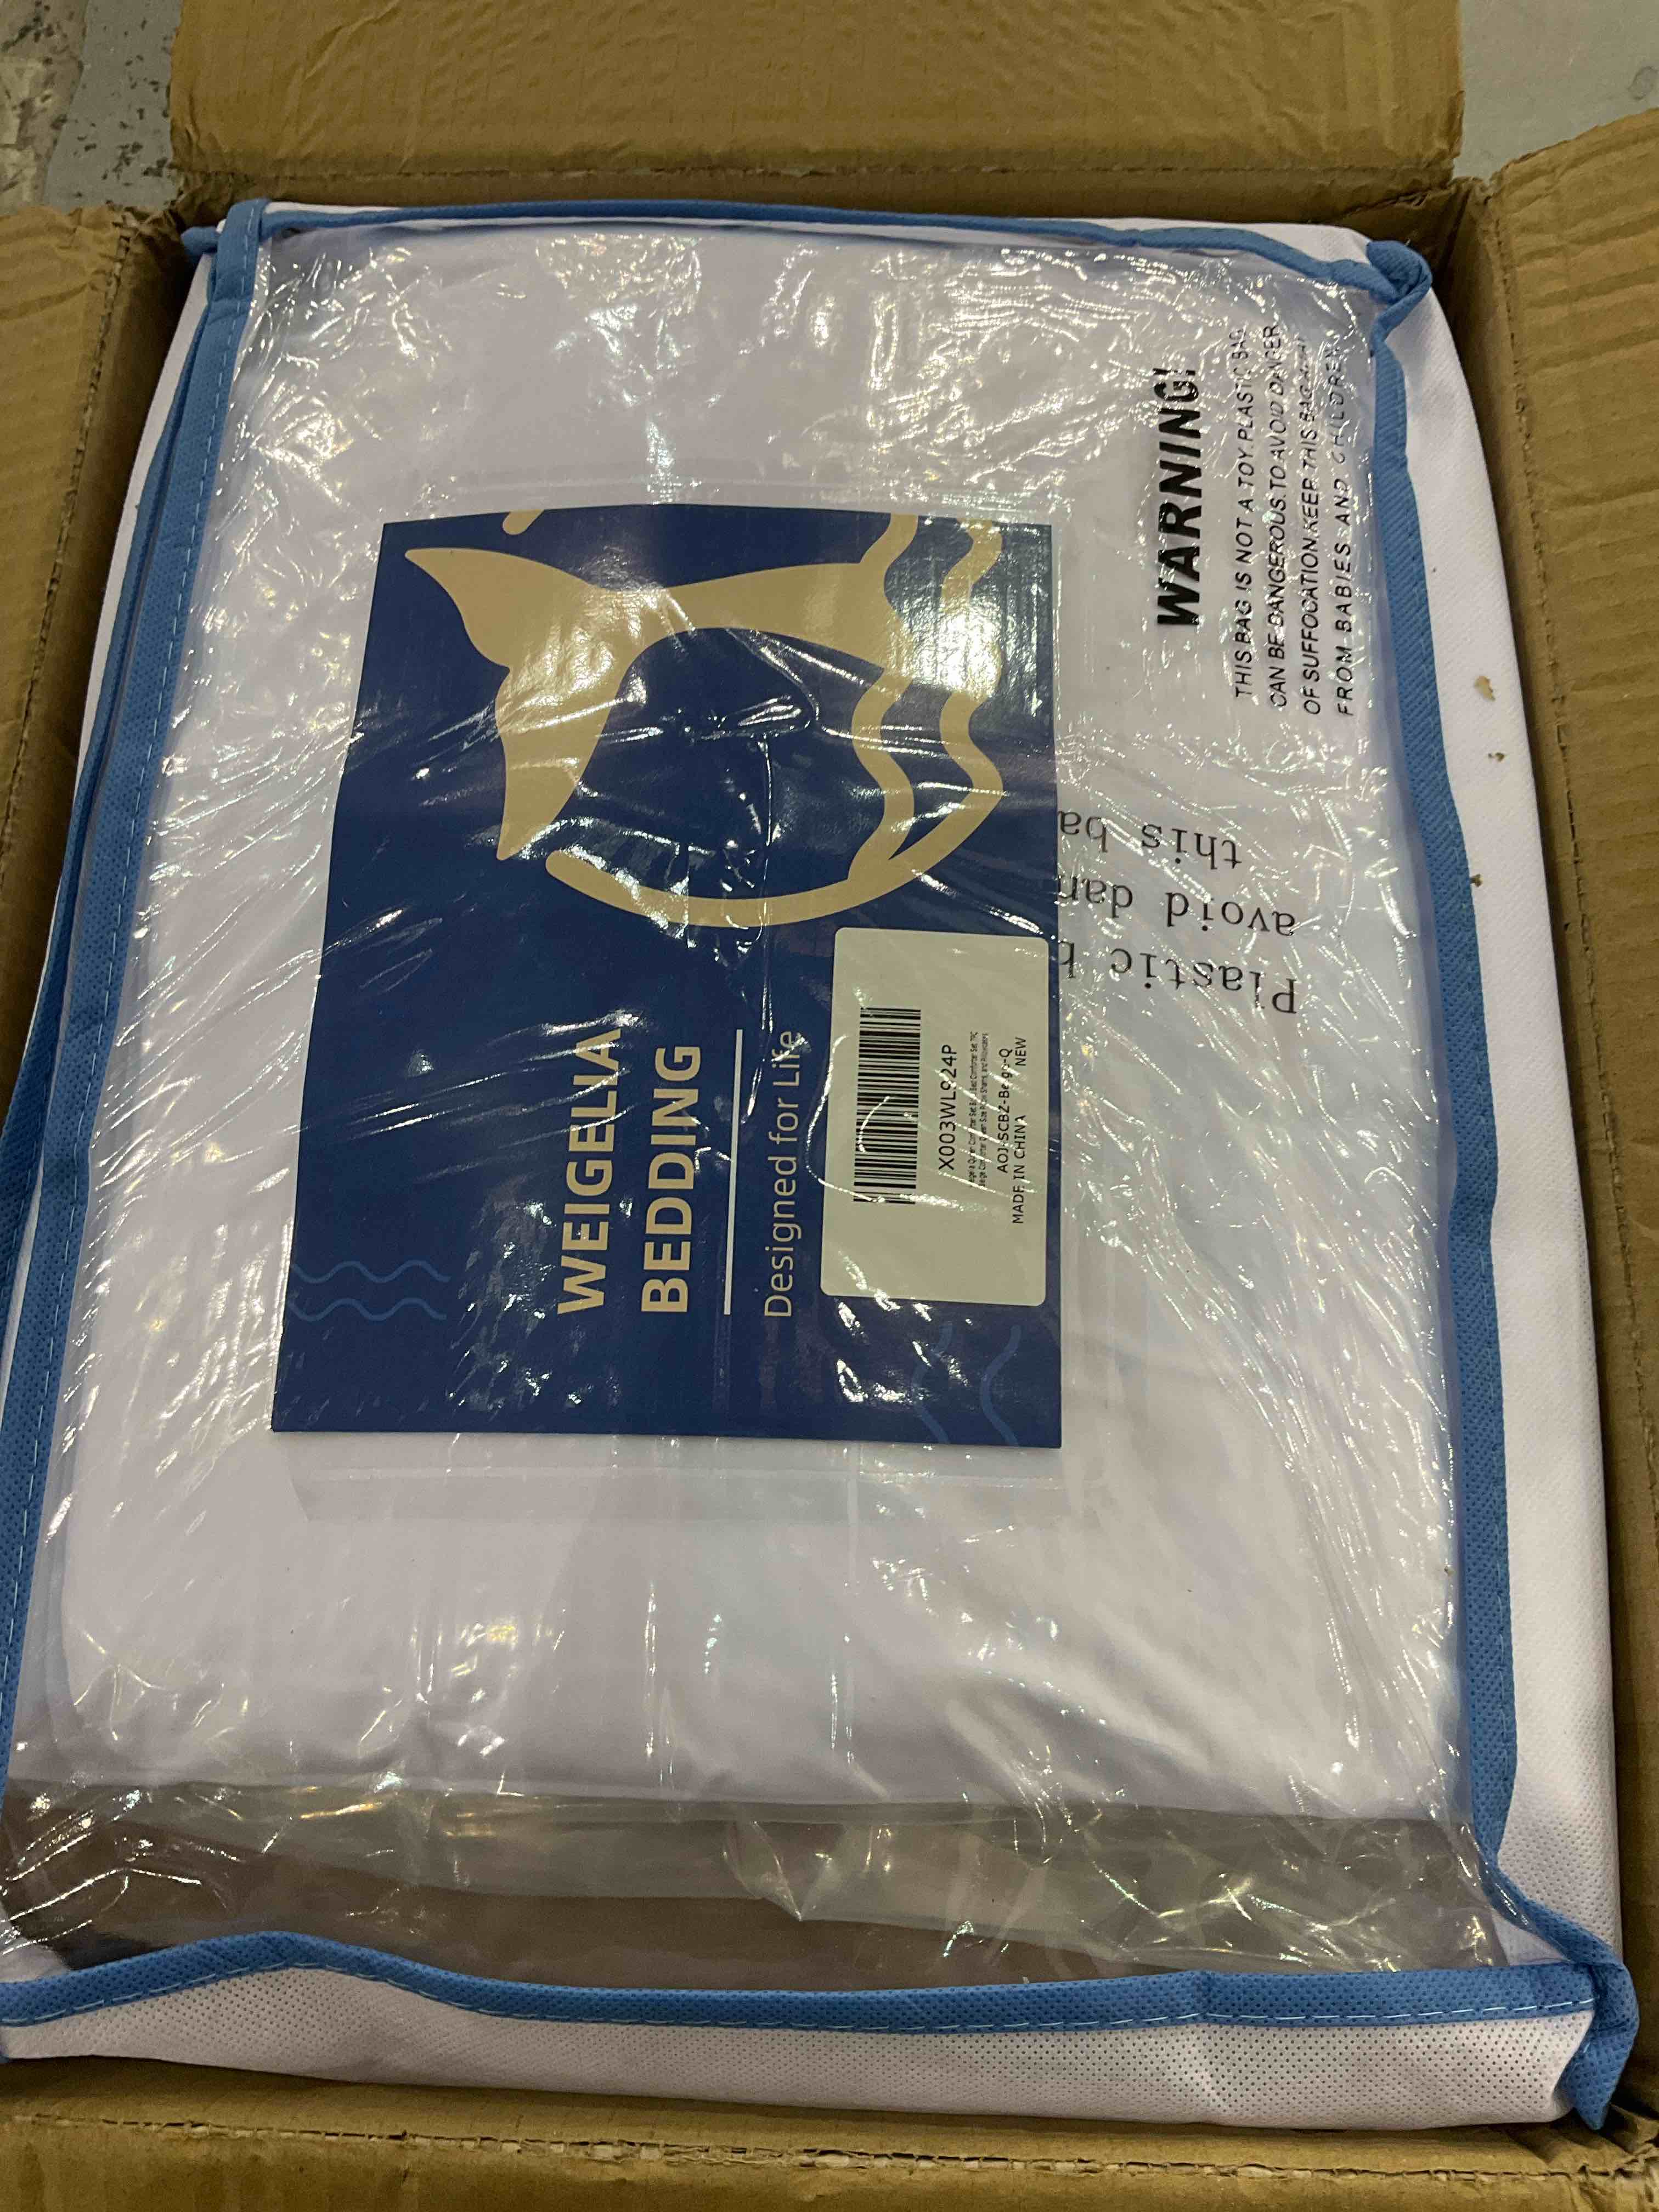 WEIGELIA
BEDDING
Designed for Life
X003WL924P
MADE IN CHINA
NEW
WARNING!
THIS BAG IS NOT A TOY.PLASTIC BAG
CAN BE DANGEROUS.TO AVOID DANGER
OF SUFFOCATION.KEEP THIS BAG AWAY
FROM BABIES AND CHILDREN
Plastic b
avoid dan
this ba